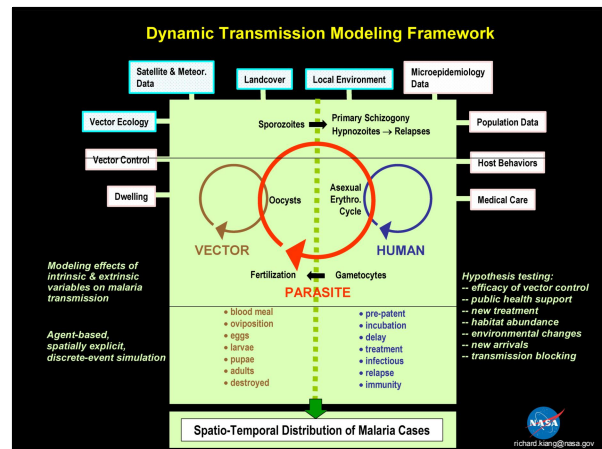 Dynamic Transmission Modeling Framework
Satellite & Meteor.
Data
Landcover
Local Environment
Microepidemiology
Data
Vector Ecology
Population Data
Sporozoites
Primary Schizogony
Hypnozoites → Relapses
Vector Control
Host Behaviors
Dwelling
Medical Care
Oocysts
Asexual
Erythro.
Cycle
VECTOR
HUMAN
Fertilization
Gametocytes
PARASITE
Modeling effects of
intrinsic & extrinsic
variables on malaria
transmission
Agent-based,
spatially explicit,
discrete-event simulation
• blood meal
• oviposition
• eggs
• larvae
• pupae
• adults
• destroyed
• pre-patent
• incubation
• delay
• treatment
• infectious
• relapse
• immunity
Hypothesis testing:
-- efficacy of vector control
-- public health support
-- new treatment
-- habitat abundance
-- environmental changes
-- new arrivals
-- transmission blocking
Spatio-Temporal Distribution of Malaria Cases
NASA
richard.kiang@nasa.gov